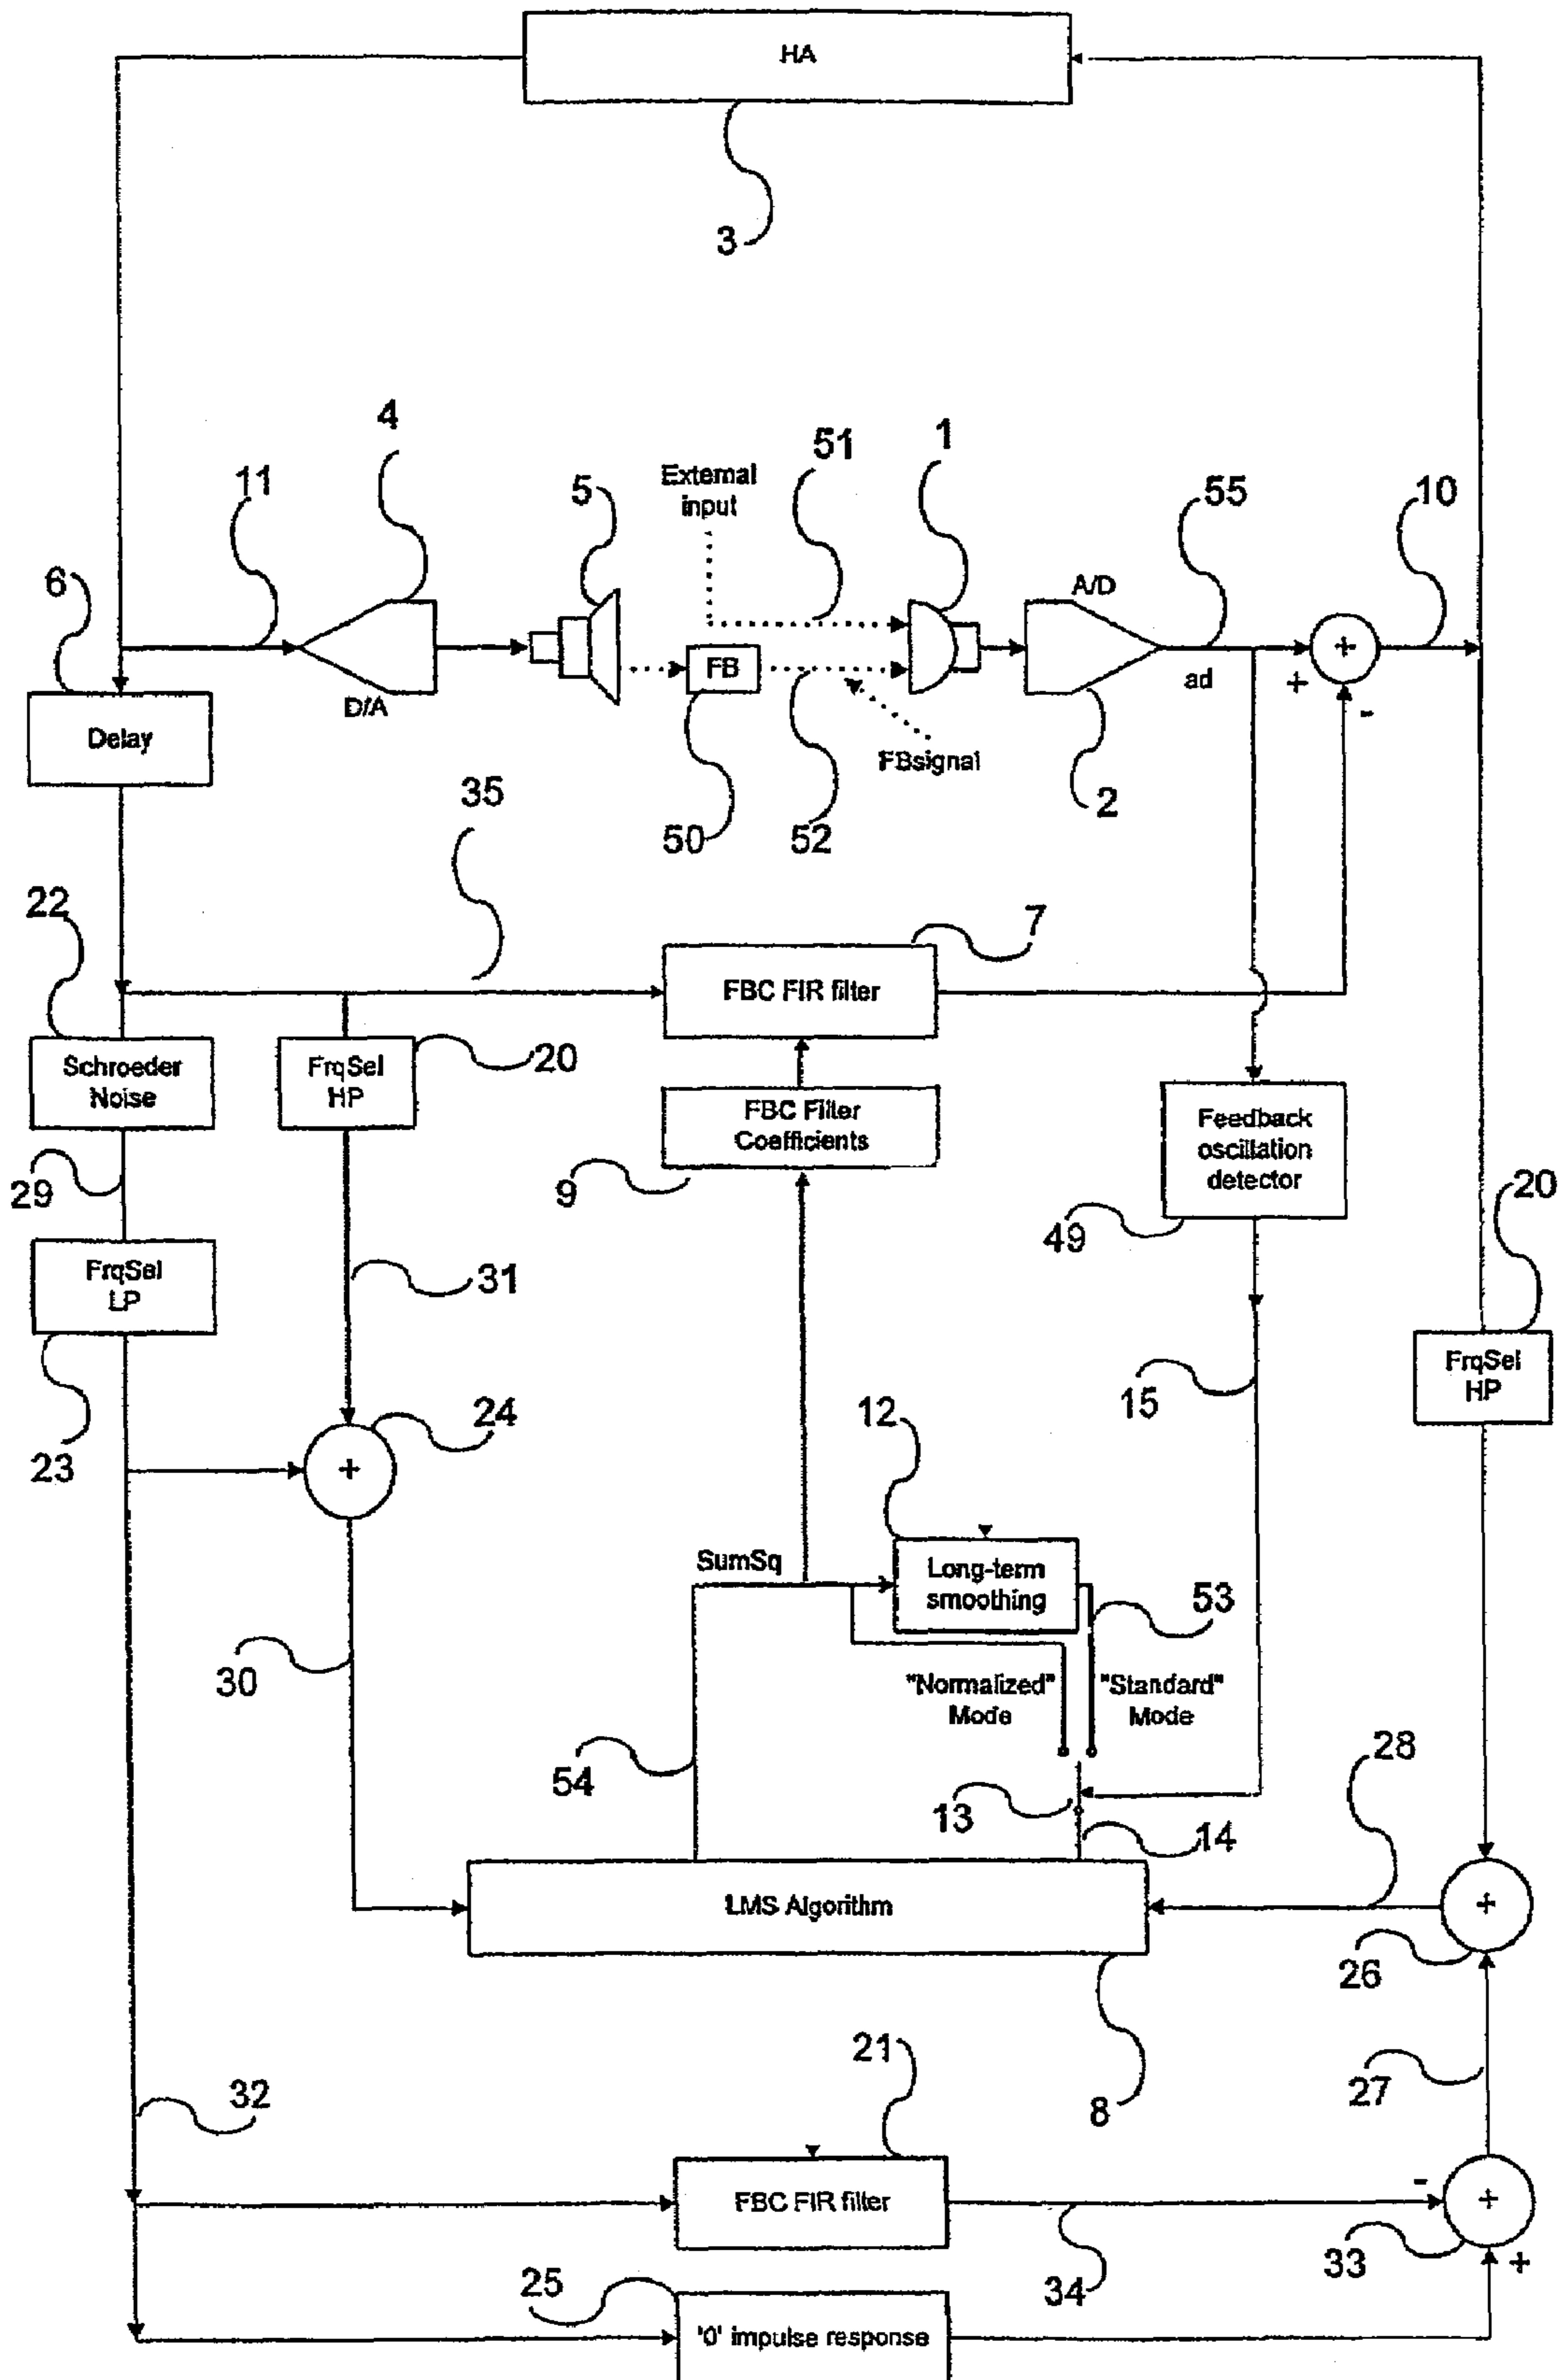 HA
3
4
11
5
External
input
51
1
55
10
6
A/D
FB
+
ad
+
-
D/A
Delay
FBsignal
2
35
50
52
22
7
FBC FIR filter
Schroeder
Noise
FrqSel
HP
20
FBC Filter
Coefficients
Feedback
oscillation
detector
29
9
20
49
FrqSel
LP
31
FrqSel
HP
15
12
24
23
+
SumSq
Long-term
smoothing
53
30
"Normalized"
Mode
"Standard"
Mode
54
28
13
14
LMS Algorithm
+
26
21
27
32
8
-
FBC FIR filter
+
33
+
25
34
'0' impulse response